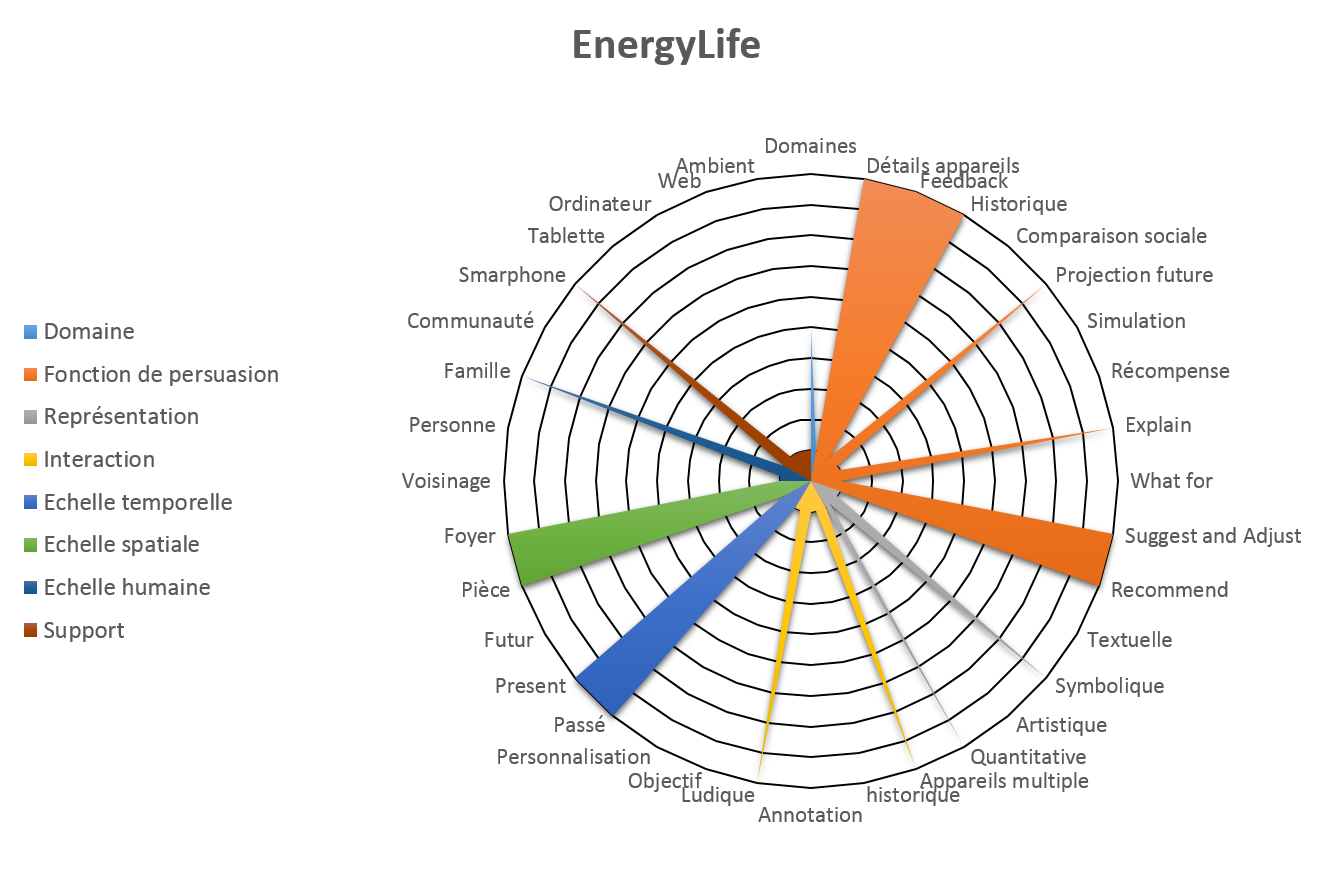 EnergyLife
Domaine
Fonction de persuasion
Représentation
Interaction
Echelle temporelle
Echelle spatiale
Echelle humaine
Support
Domaines
Détails appareils
Feedback
Historique
Comparaison sociale
Projection future
Simulation
Récompense
Explain
What for
Suggest and Adjust
Recommend
Textuelle
Symbolique
Artistique
Quantitative
Appareils multiple
historique
Annotation
Ludique
Objectif
Personnalisation
Passé
Present
Futur
Pièce
Foyer
Voisinage
Personne
Famille
Communauté
Smarphone
Tablette
Ordinateur
Web
Ambient